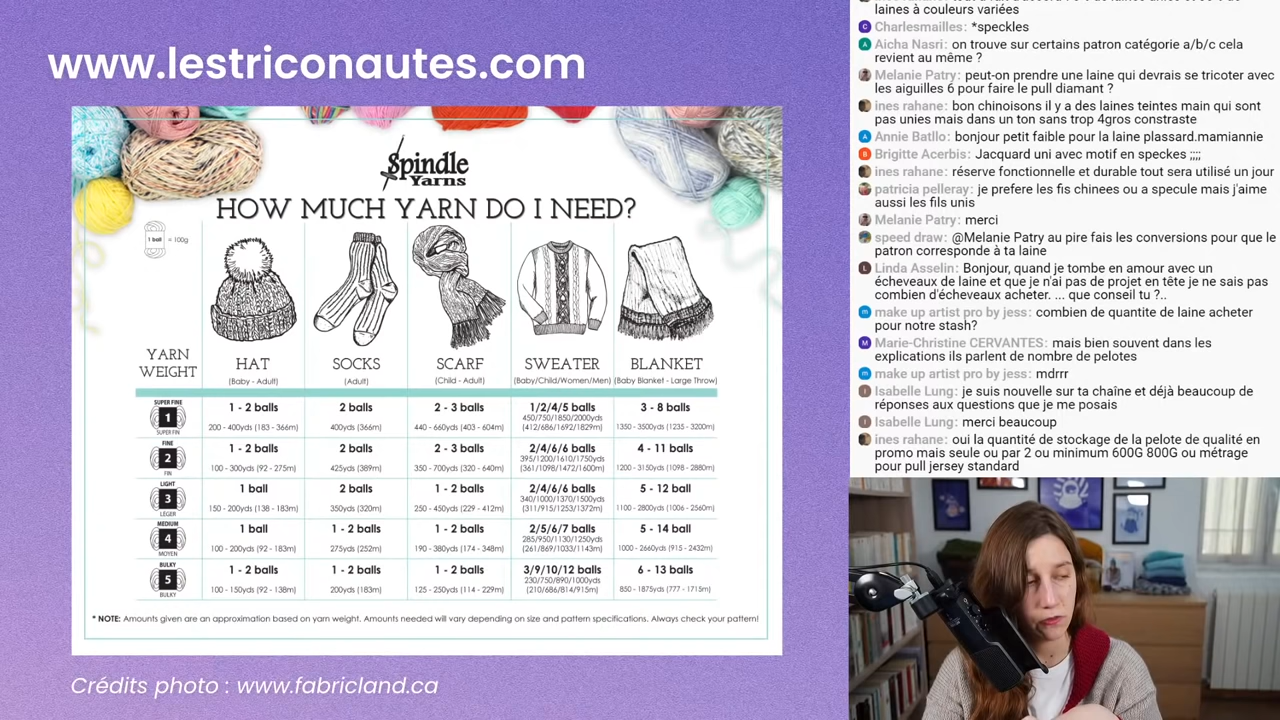 www.lestriconautes.com
Spindle
Yarns
HOW MUCH YARN DO I NEED?
1 ball = 100g
YARN WEIGHT HAT SOCKS SCARF SWEATER BLANKET
(Baby - Adult) (Adult) (Child - Adult) (Baby/Child/Women/Men) (Baby Blanket - Large Throw)
SUPER FINE
1
SUPER FIN
1 - 2 balls 2 balls 2 - 3 balls 1/2/4/5 balls 3 - 8 balls
450/750/1850/2000yds
200 - 400yds (183 - 366m) 400yds (366m) 440 - 660yds (403 - 604m) (412/686/1692/1829m) 1350 - 3500yds (1235 - 3200m)
FINE
2
FIN
1 - 2 balls 2 balls 2 - 3 balls 2/4/6/6 balls 4 - 11 balls
395/1200/1610/1750yds
100 - 300yds (92 - 275m) 425yds (389m) 350 - 700yds (320 - 640m) (361/1098/1472/1600m) 1200 - 3150yds (1098 - 2880m)
LIGHT
3
LÉGER
1 ball 2 balls 1 - 2 balls 2/4/6/6 balls 5 - 12 ball
340/1000/1370/1500yds
150 - 200yds (138 - 183m) 350yds (320m) 250 - 450yds (229 - 412m) (311/915/1253/1372m) 1100 - 2800yds (1006 - 2560m)
MEDIUM
4
MOYEN
1 ball 1 - 2 balls 1 - 2 balls 2/5/6/7 balls 5 - 14 ball
285/950/1130/1250yds
100 - 200yds (92 - 183m) 275yds (252m) 190 - 380yds (174 - 348m) (261/869/1033/1143m) 1000 - 2660yds (915 - 2432m)
BULKY
5
BULKY
1 - 2 balls 1 - 2 balls 1 - 2 balls 3/9/10/12 balls 6 - 13 balls
230/750/890/1000yds
100 - 150yds (92 - 138m) 200yds (183m) 125 - 250yds (114 - 229m) (210/686/814/915m) 850 - 1875yds (777 - 1715m)
* NOTE: Amounts given are an approximation based on yarn weight. Amounts needed will vary depending on size and pattern specifications. Always check your pattern!
Crédits photo : www.fabricland.ca
laines à couleurs variées
C Charlesmailles: *speckles
A Aicha Nasri: on trouve sur certains patron catégorie a/b/c cela
revient au même ?
Melanie Patry: peut-on prendre une laine qui devrais se tricoter avec
les aiguilles 6 pour faire le pull diamant ?
ines rahane: bon chinoisons il y a des laines teintes main qui sont
pas unies mais dans un ton sans trop 4gros constraste
A Annie Batllo: bonjour petit faible pour la laine plassard.mamiannie
B Brigitte Acerbis: Jacquard uni avec motif en speckes ;;;;
ines rahane: réserve fonctionnelle et durable tout sera utilisé un jour
patricia pelleray: je prefere les fis chinees ou a specule mais j'aime
aussi les fils unis
Melanie Patry: merci
speed draw: @Melanie Patry au pire fais les conversions pour que le
patron corresponde à ta laine
Linda Asselin: Bonjour, quand je tombe en amour avec un
écheveaux de laine et que je n'ai pas de projet en tête je ne sais pas
combien d'écheveaux acheter. ... que conseil tu ?..
m make up artist pro by jess: combien de quantite de laine acheter
pour notre stash?
M Marie-Christine CERVANTES: mais bien souvent dans les
explications ils parlent de nombre de pelotes
m make up artist pro by jess: mdrrr
I Isabelle Lung: je suis nouvelle sur ta chaîne et déjà beaucoup de
réponses aux questions que je me posais
I Isabelle Lung: merci beaucoup
ines rahane: oui la quantité de stockage de la pelote de qualité en
promo mais seule ou par 2 ou minimum 600G 800G ou métrage
pour pull jersey standard